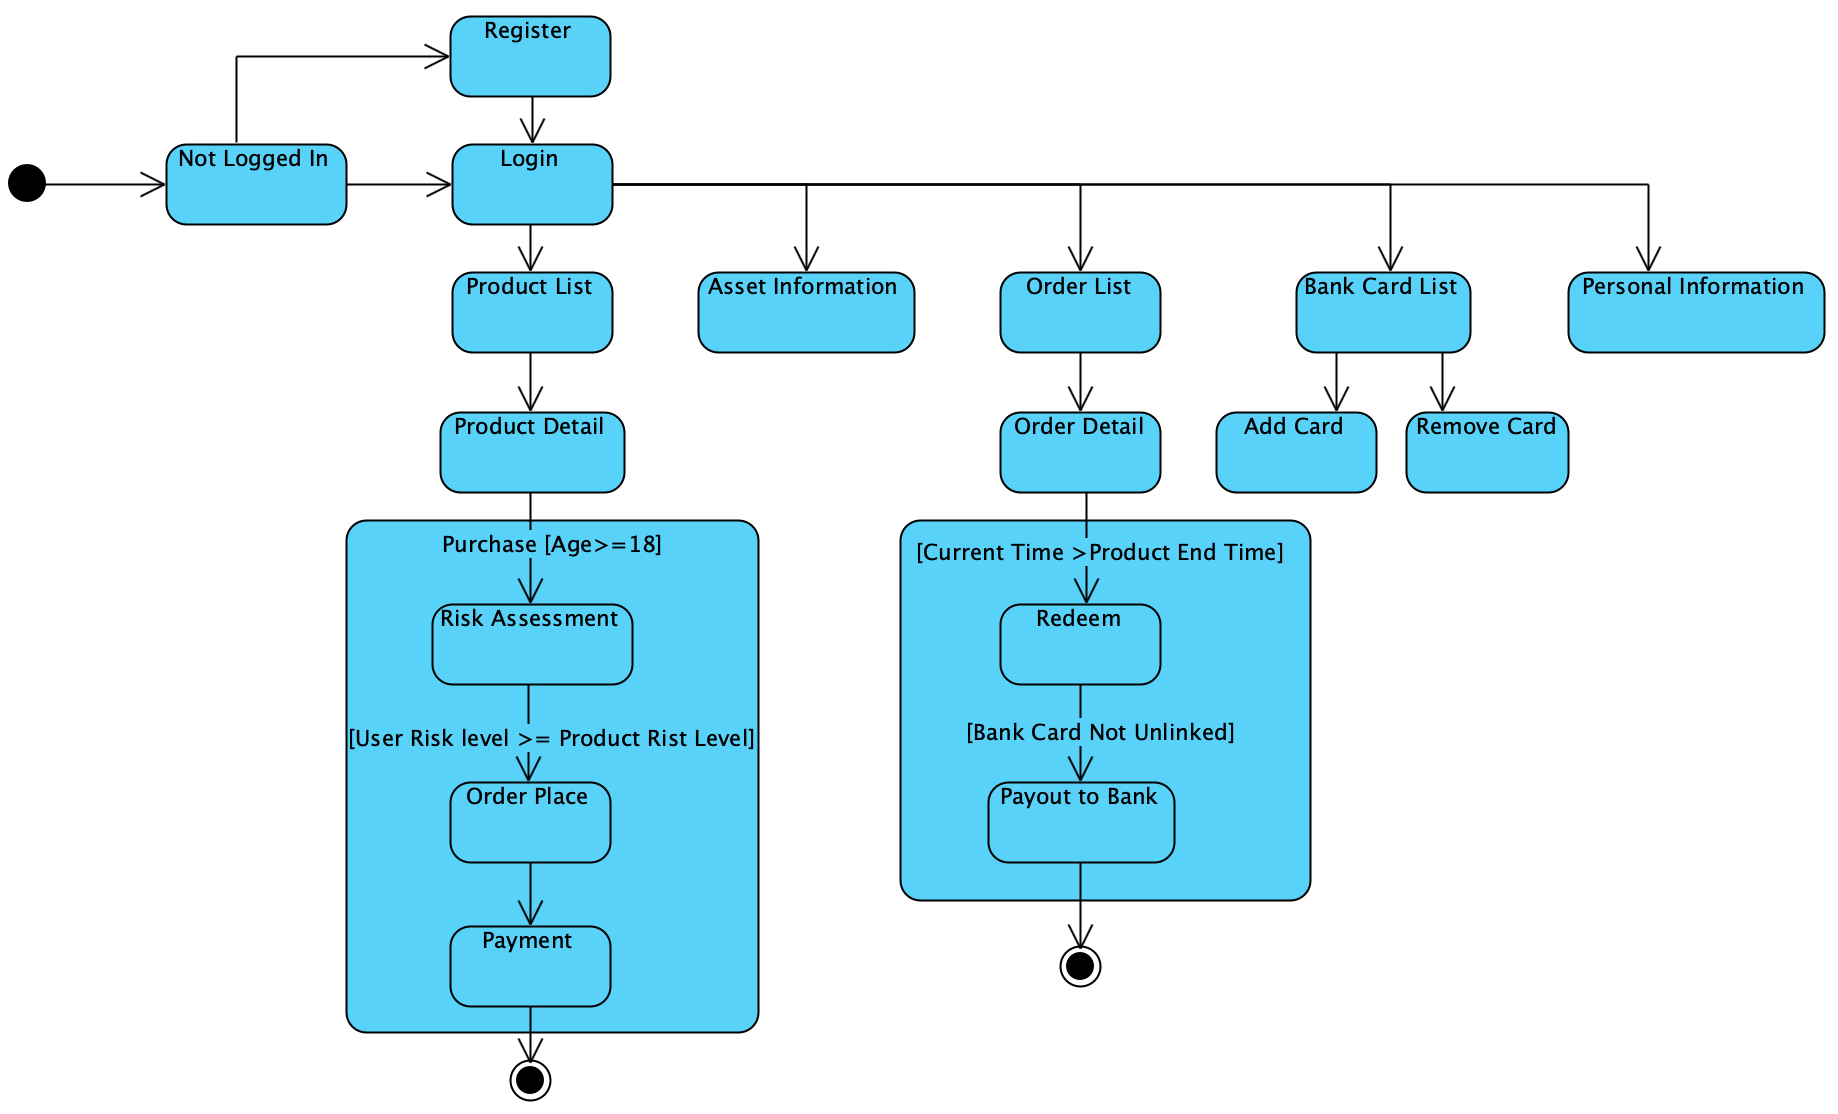 Register
Not Logged In
Login
Product List
Asset Information
Order List
Bank Card List
Personal Information
Product Detail
Order Detail
Add Card
Remove Card
Purchase [Age>=18]
[Current Time >Product End Time]
Risk Assessment
Redeem
[User Risk level >= Product Rist Level]
[Bank Card Not Unlinked]
Order Place
Payout to Bank
Payment